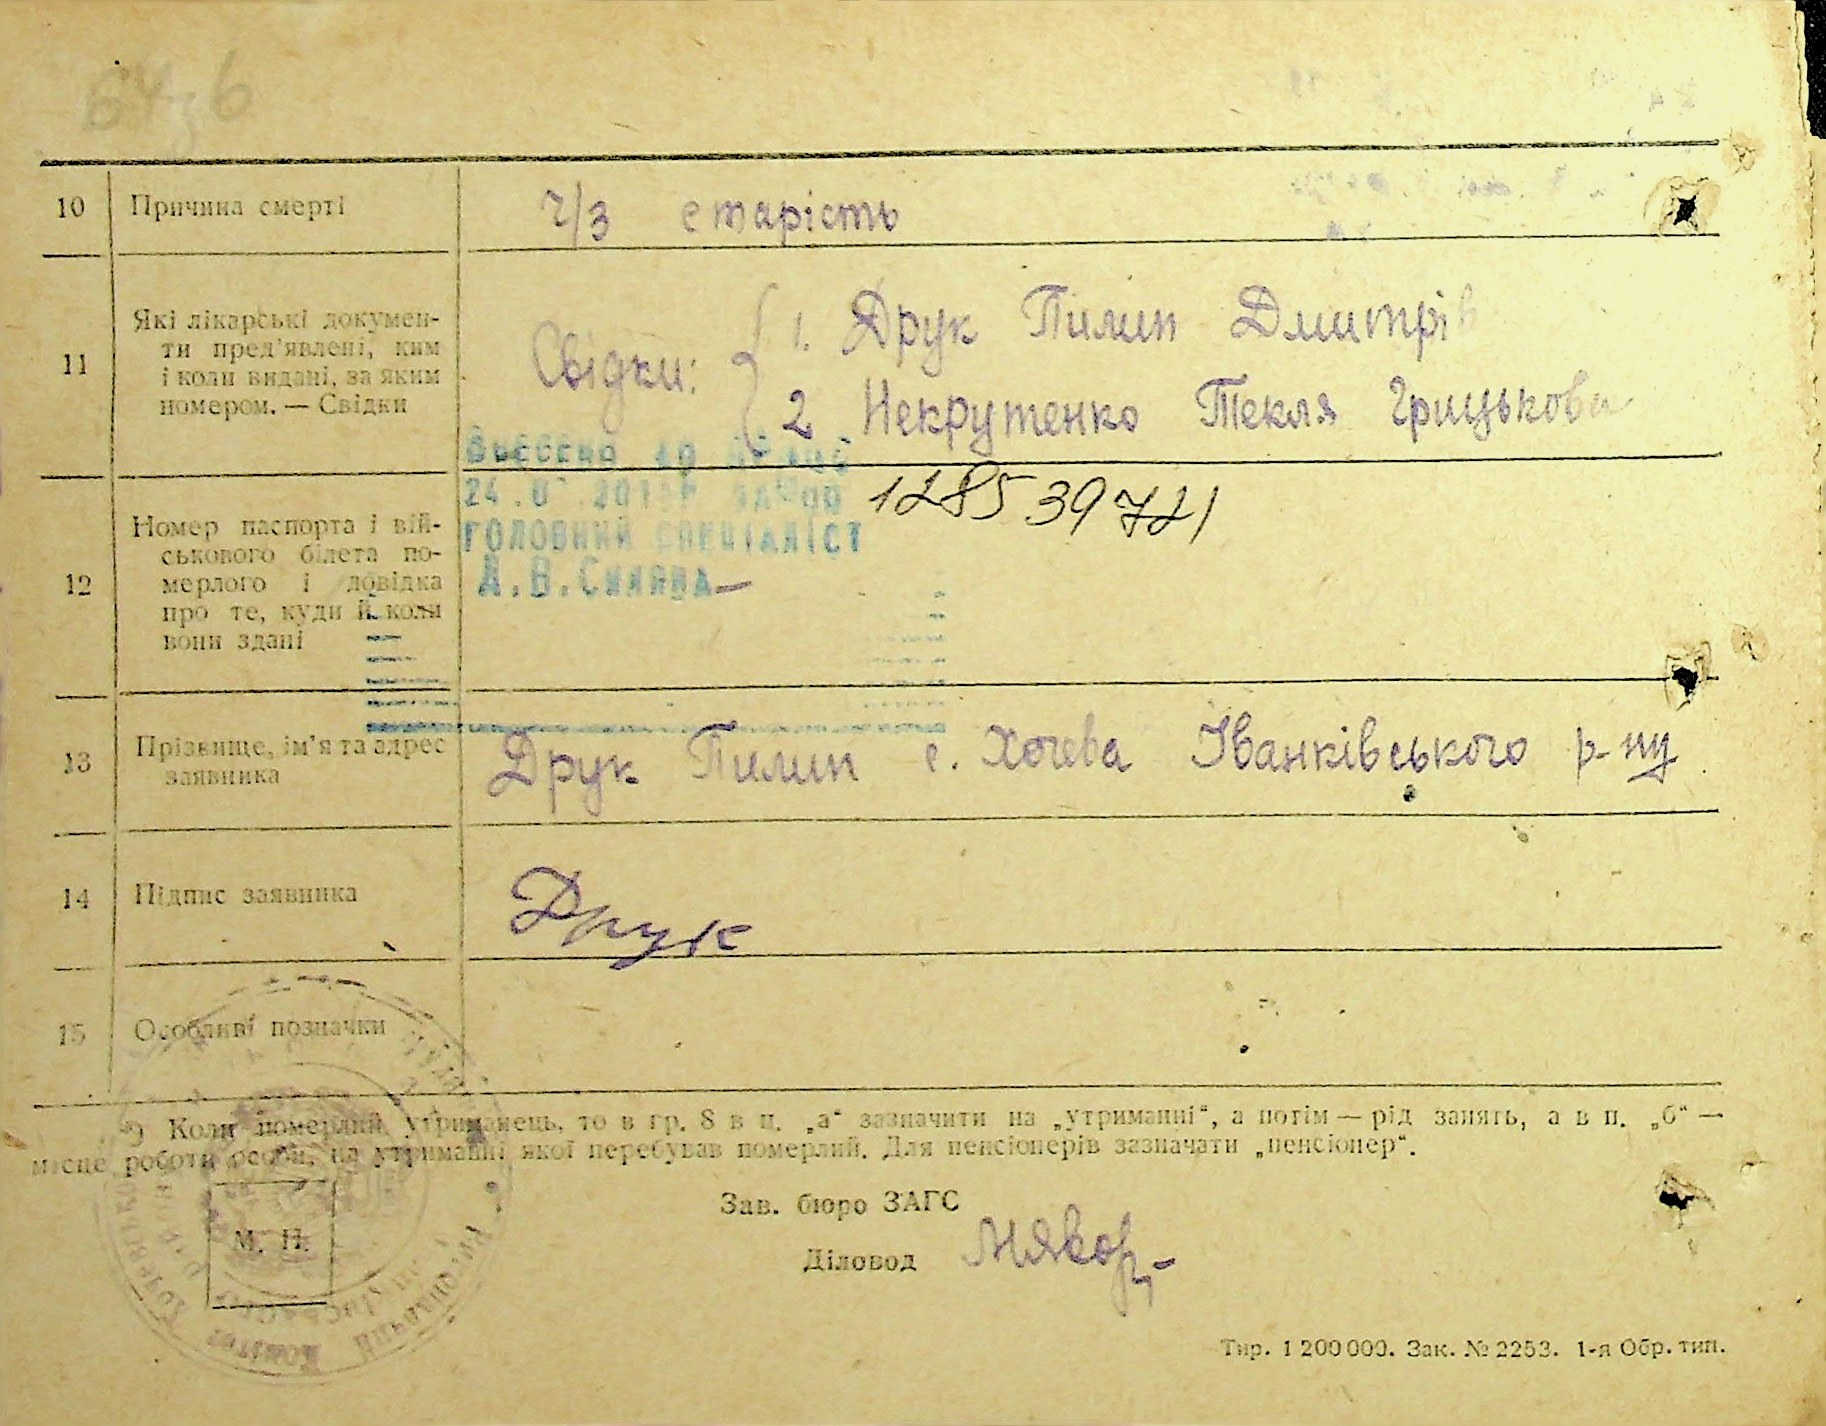 10 Причина смерті ч/з старість
11 Які лікарські докумен-
ти пред'явлені, ким
і коли видані, за яким
номером. — Свідки
Свідки: 1. Друк Пилип Дмитрів
2 Некрутенко Текля Грицькова
24.0
ГОЛОВНИЙ СПЕЦІАЛІСТ
128539721
12 Номер паспорта і вій-
ськового білета по-
мерлого і довідка
про те, куди й коли
вони здані
13 Прізвище, ім'я та адрес
заявника
Друк Пилип с. Хочева Іванківського р-ну
14 Підпис заявника Друк
15 Особливі позначки
Коли померлий утриманець, то в гр. 8 в п. „а“ зазначити на „утриманні“, а потім — рід занять, а в п. „б“ —
місце роботи особи, на утриманні якої перебував померлий. Для пенсіонерів зазначати „пенсіонер“.
Зав. бюро ЗАГС
М. П.
Діловод
Тир. 1 200 000. Зак. № 2253. 1-я Обр. тип.